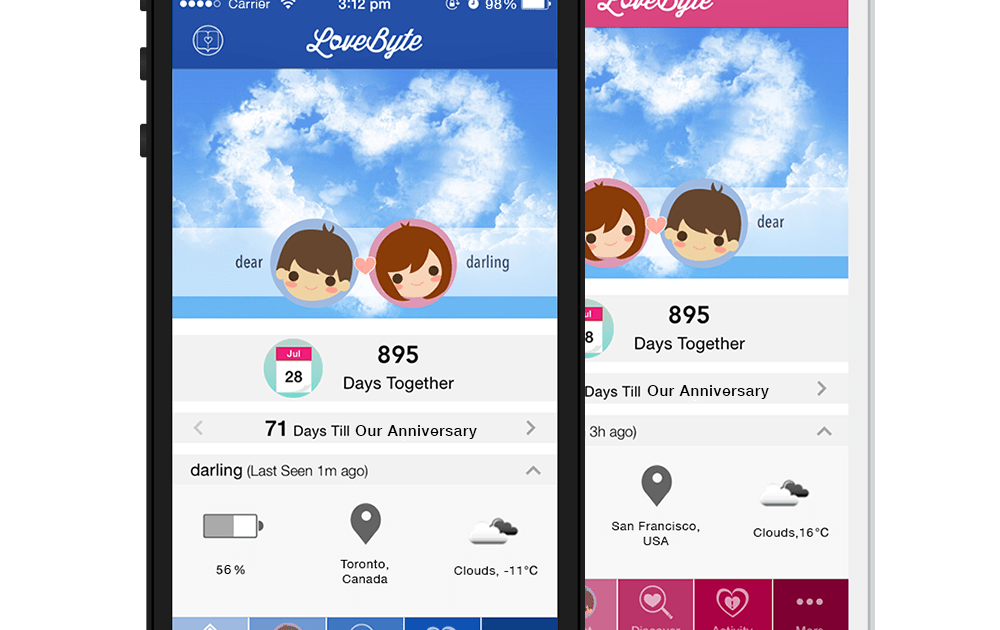 Carrier 3:12 pm 98%
LoveByte
dear darling
Jul
28
895
Days Together
71 Days Till Our Anniversary
darling (Last Seen 1m ago)
56 %
Toronto,
Canada
Clouds, -11°C
LoveByte
dear
8
895
Days Together
Days Till Our Anniversary
3h ago)
San Francisco,
USA
Clouds,16°C
Discover
Activity
More